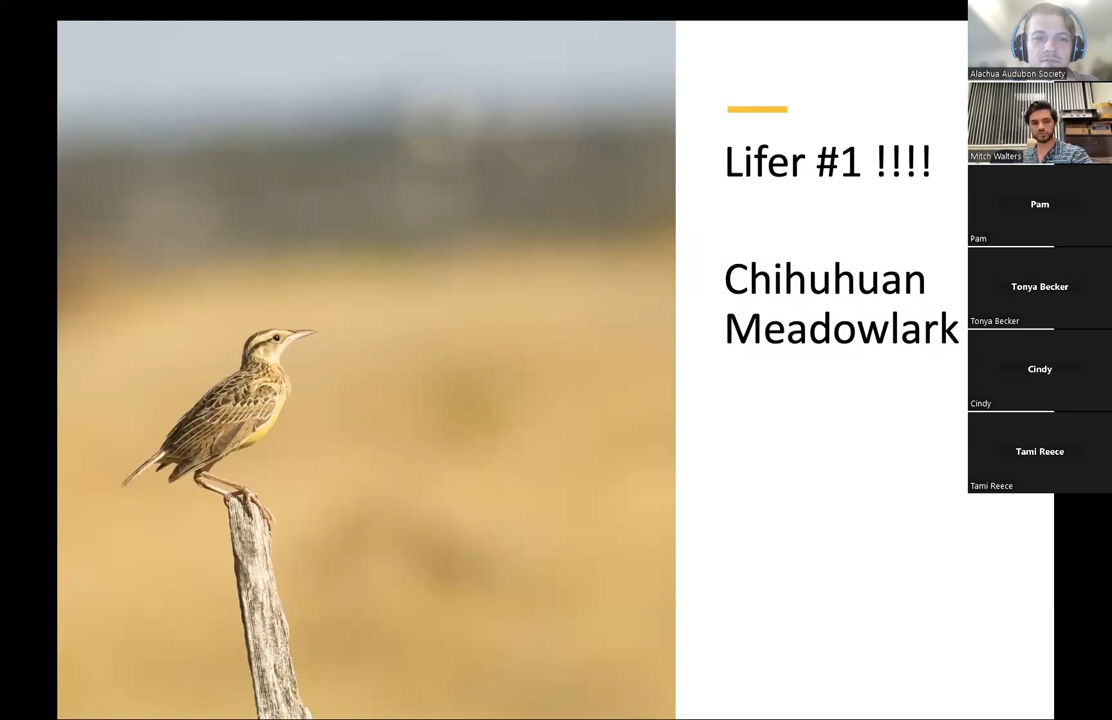 Lifer #1 !!!!
Chihuhuan
Meadowlark
Alachua Audubon Society
Mitch Walters
Pam
Pam
Tonya Becker
Tonya Becker
Cindy
Cindy
Tami Reece
Tami Reece